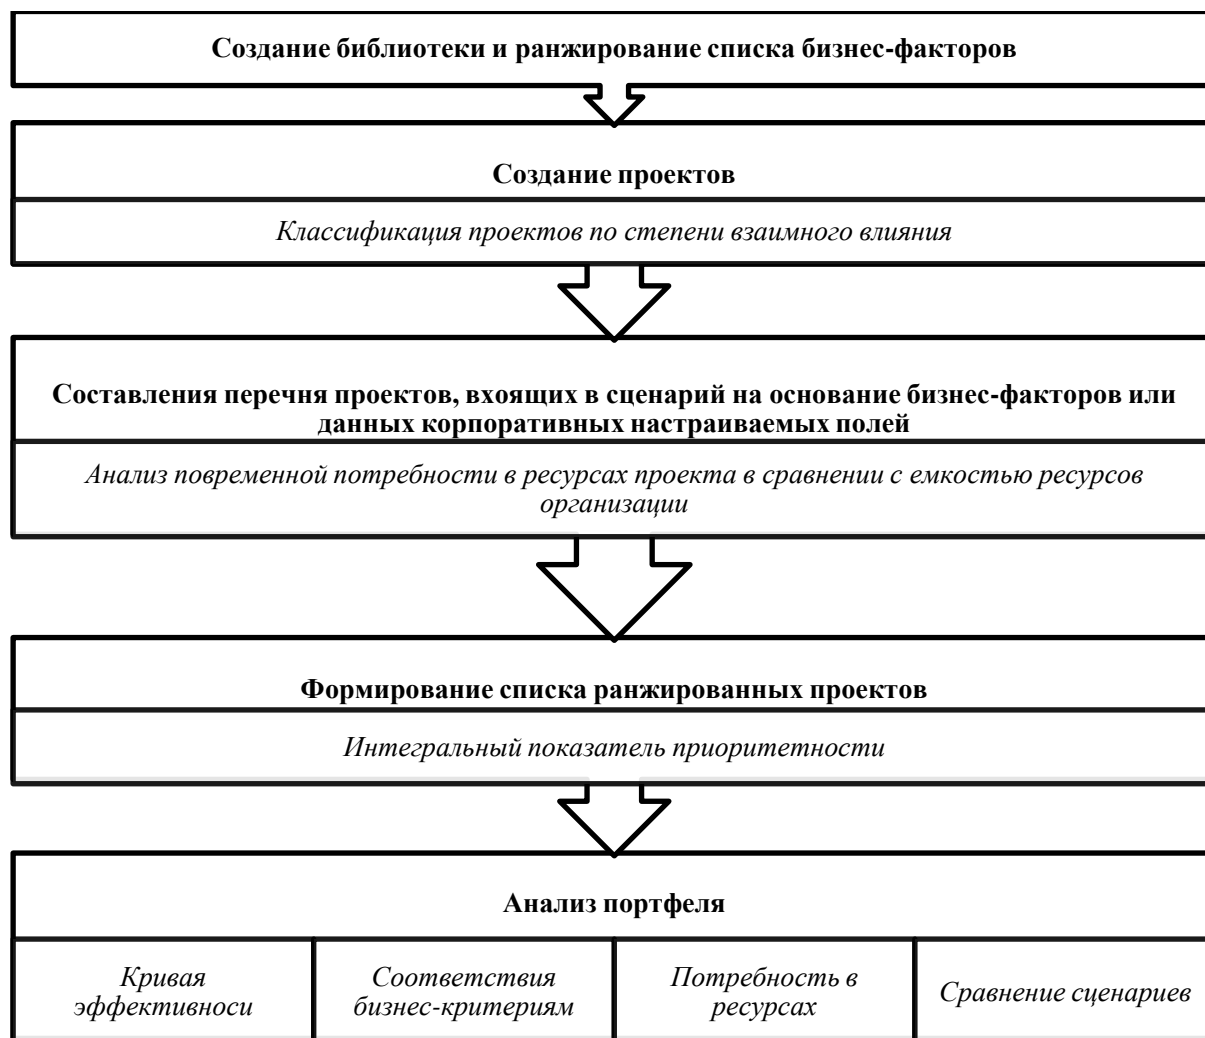 Создание библиотеки и ранжирование списка бизнес-факторов
Создание проектов
Классификация проектов по степени взаимного влияния
Составления перечня проектов, входящих в сценарий на основание бизнес-факторов или
данных корпоративных настраиваемых полей
Анализ повременной потребности в ресурсах проекта в сравнении с емкостью ресурсов
организации
Формирование списка ранжированных проектов
Интегральный показатель приоритетности
Анализ портфеля
Кривая
эффективноси
Соответствия
бизнес-критериям
Потребность в
ресурсах
Сравнение сценариев